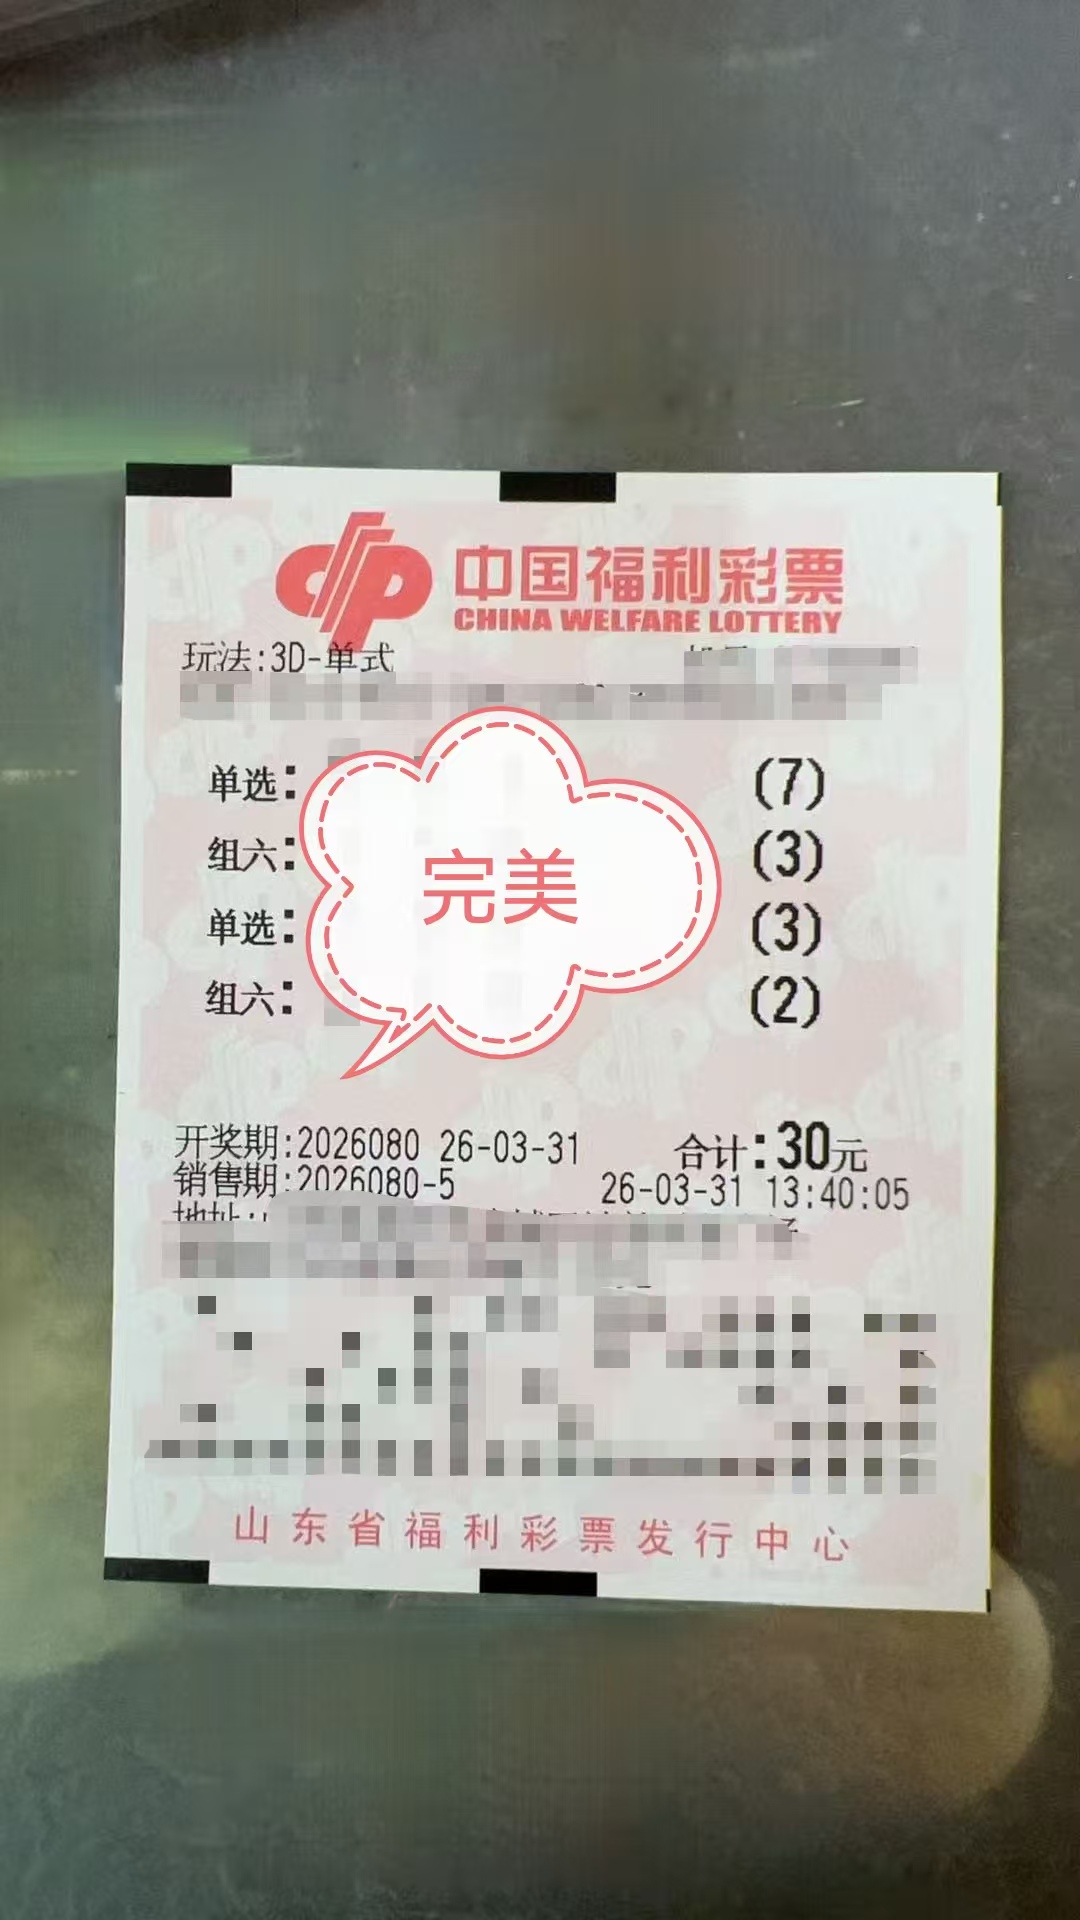 中国福利彩票
CHINA WELFARE LOTTERY
玩法:3D-单式
单选: (7)
组六: (3)
完美
单选: (3)
组六: (2)
开奖期:2026080 26-03-31 合计:30元
销售期:2026080-5 26-03-31 13:40:05
地址:
山东省福利彩票发行中心